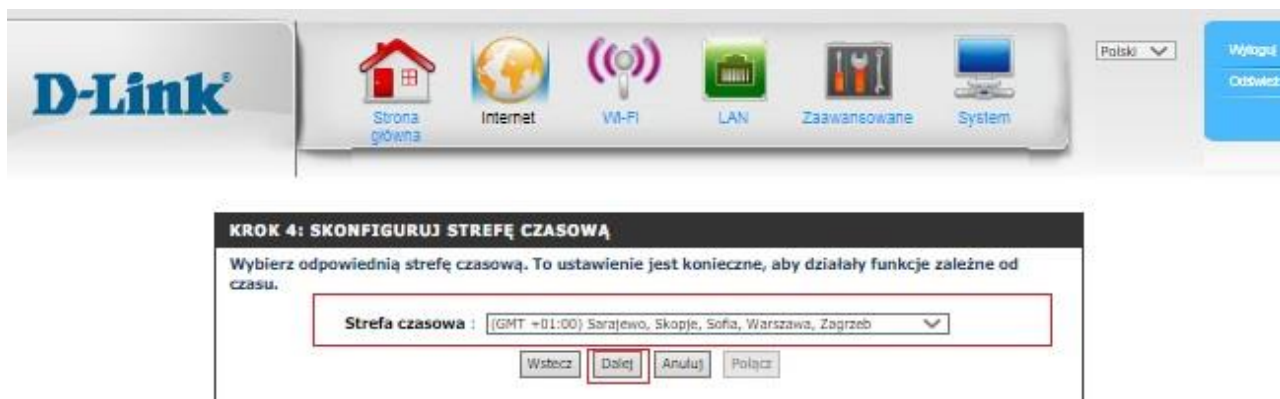 D-Link
Strona
główna
Internet
Wi-Fi
LAN
Zaawansowane
System
Polski
Wyloguj
Odśwież
KROK 4: SKONFIGURUJ STREFĘ CZASOWĄ
Wybierz odpowiednią strefę czasową. To ustawienie jest konieczne, aby działały funkcje zależne od
czasu.
Strefa czasowa : (GMT +01:00) Sarajewo, Skopje, Sofia, Warszawa, Zagrzeb
Wstecz Dalej Anuluj Połącz